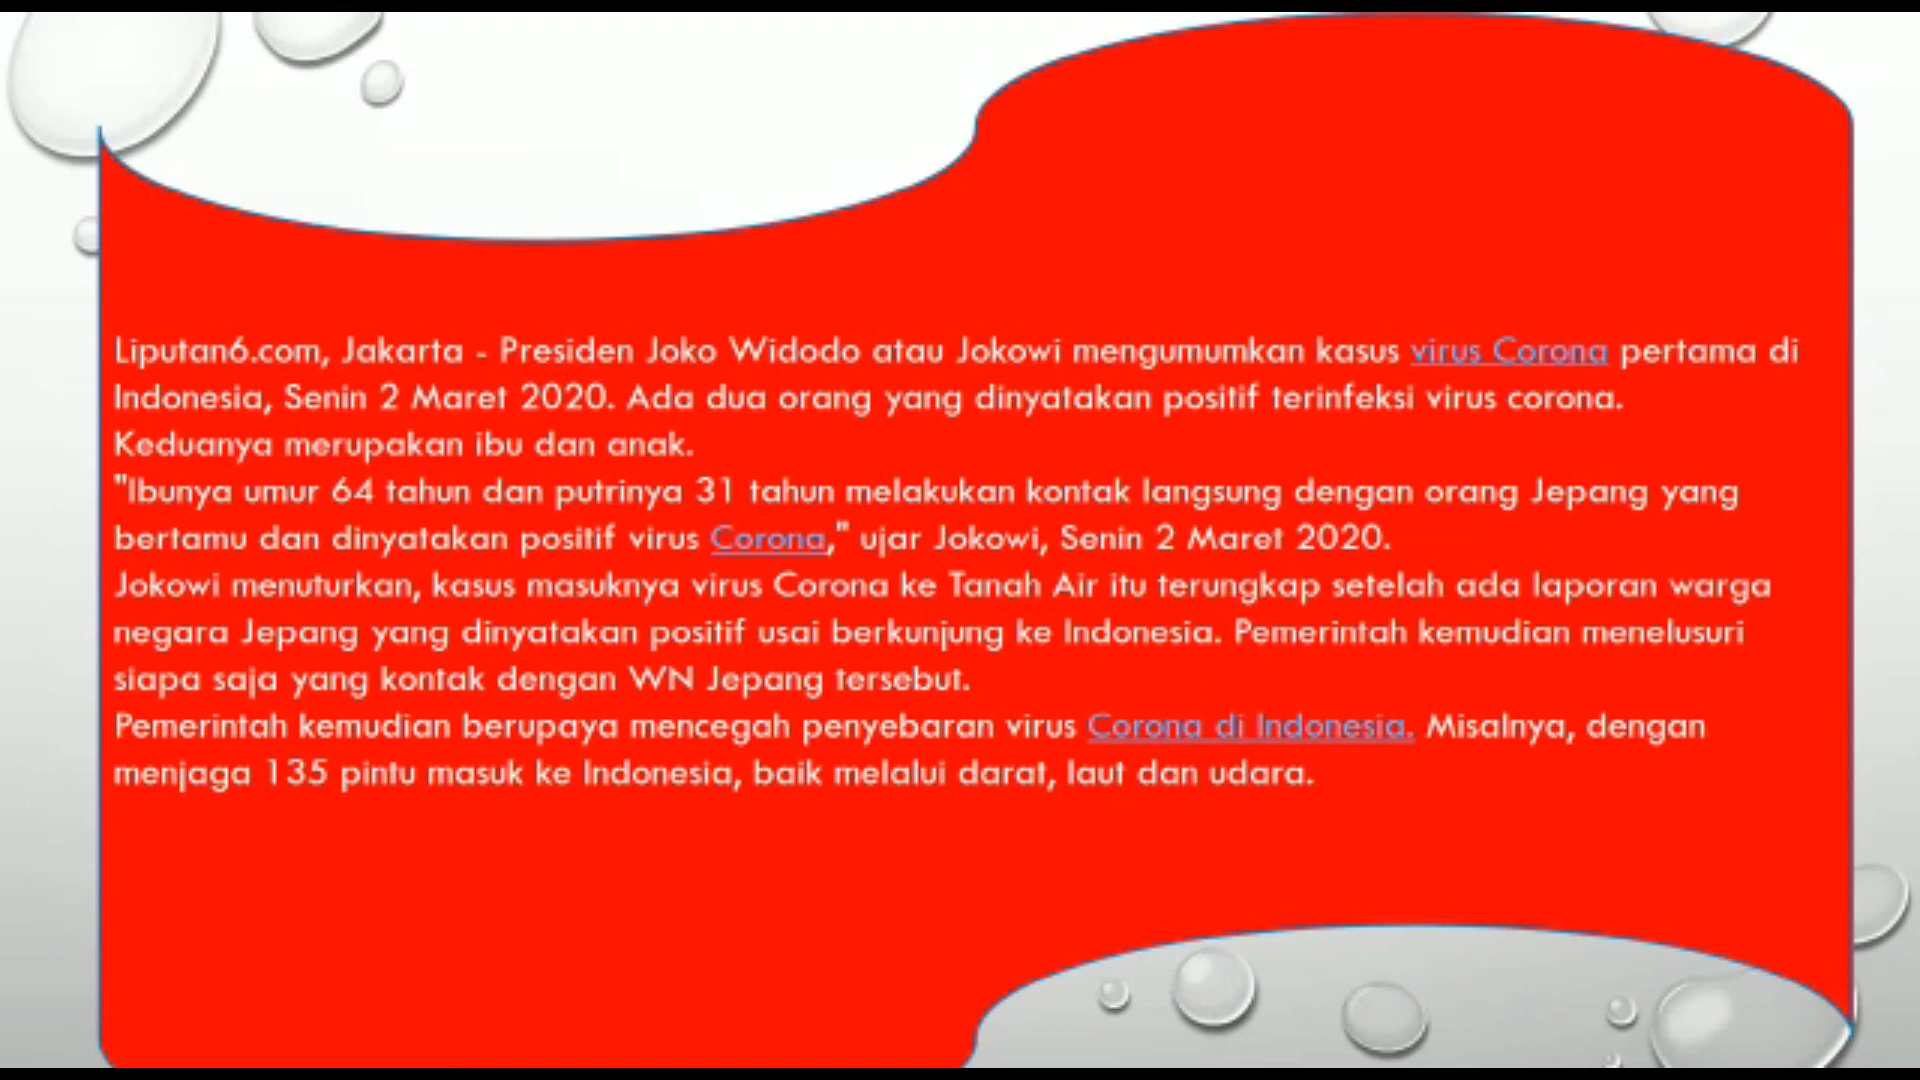 Liputan6.com, Jakarta - Presiden Joko Widodo atau Jokowi mengumumkan kasus virus Corona pertama di
Indonesia, Senin 2 Maret 2020. Ada dua orang yang dinyatakan positif terinfeksi virus corona.
Keduanya merupakan ibu dan anak.
"Ibunya umur 64 tahun dan putrinya 31 tahun melakukan kontak langsung dengan orang Jepang yang
bertamu dan dinyatakan positif virus Corona," ujar Jokowi, Senin 2 Maret 2020.
Jokowi menuturkan, kasus masuknya virus Corona ke Tanah Air itu terungkap setelah ada laporan warga
negara Jepang yang dinyatakan positif usai berkunjung ke Indonesia. Pemerintah kemudian menelusuri
siapa saja yang kontak dengan WN Jepang tersebut.
Pemerintah kemudian berupaya mencegah penyebaran virus Corona di Indonesia. Misalnya, dengan
menjaga 135 pintu masuk ke Indonesia, baik melalui darat, laut dan udara.